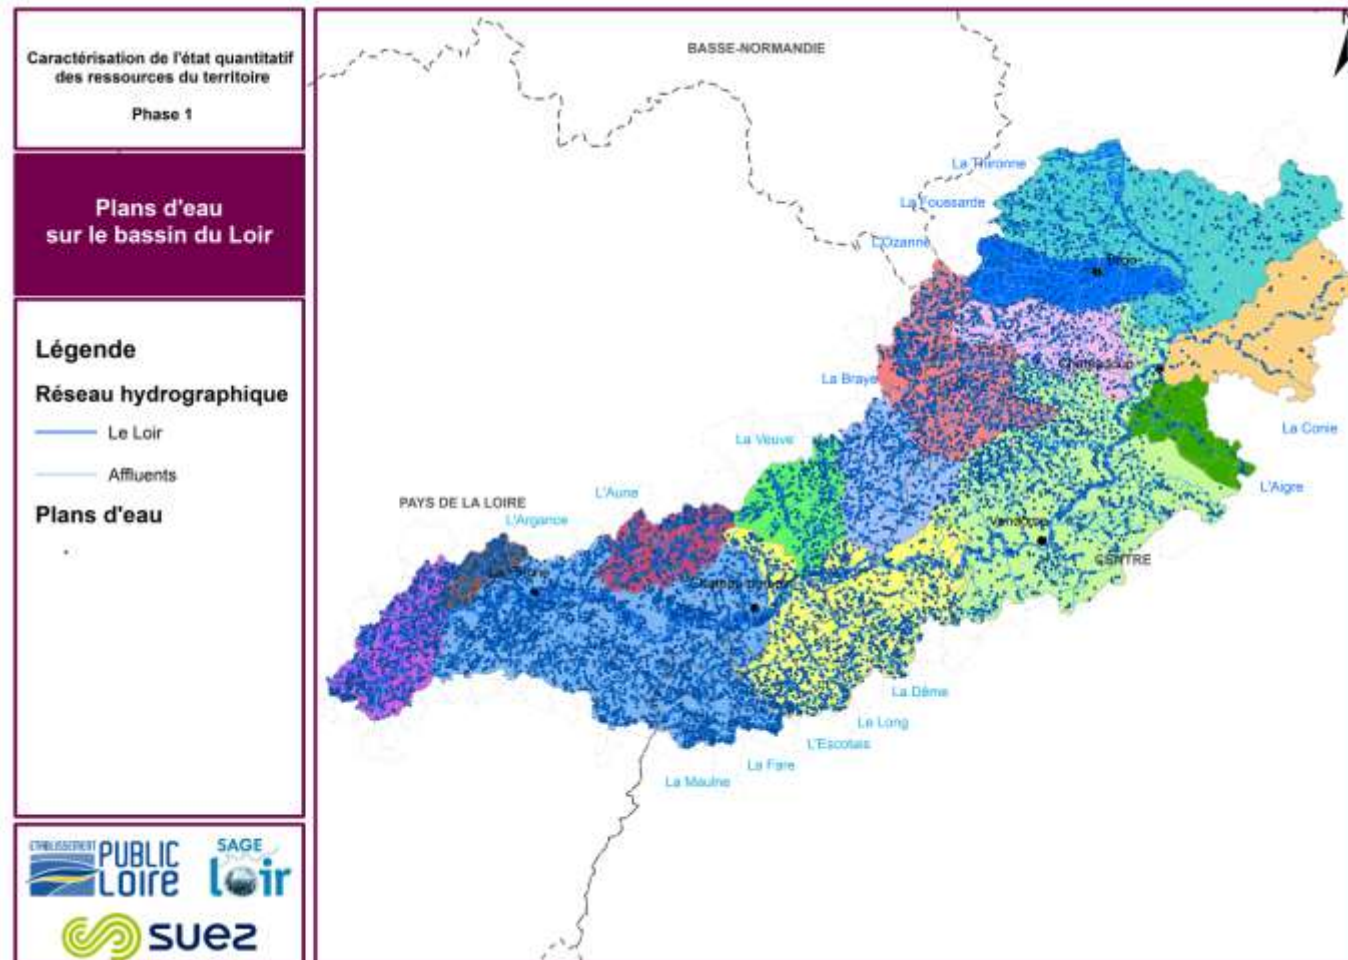 Caractérisation de l'état quantitatif
des ressources du territoire
Phase 1
Plans d'eau
sur le bassin du Loir
Légende
Réseau hydrographique
Le Loir
Affluents
Plans d'eau
ETABLISSEMENT
PUBLIC
LOIRE
SAGE
loir
suez
BASSE-NORMANDIE
La Thironne
La Foussarde
L'Ozanne
La Braye
La Conie
La Veuve
L'Aigre
L'Aune
PAYS DE LA LOIRE
L'Argance
CENTRE
La Dême
Le Long
L'Escotais
La Fare
La Maulne